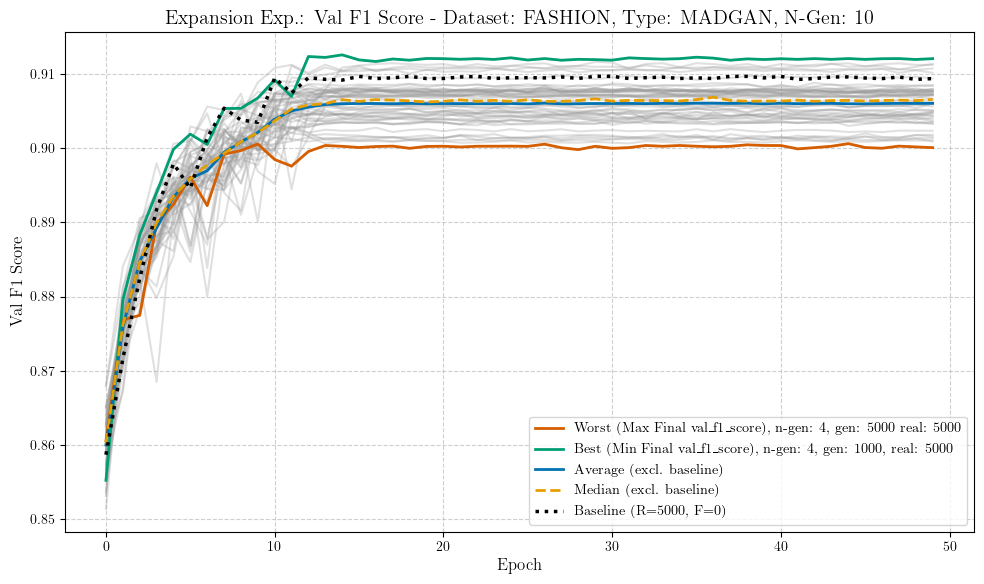 Expansion Exp.: Val F1 Score - Dataset: FASHION, Type: MADGAN, N-Gen: 10
Val F1 Score
0.91
0.90
0.89
0.88
0.87
0.86
0.85
Worst (Max Final val_f1_score), n-gen: 4, gen: 5000 real: 5000
Best (Min Final val_f1_score), n-gen: 4, gen: 1000, real: 5000
Average (excl. baseline)
Median (excl. baseline)
Baseline (R=5000, F=0)
0 10 20 30 40 50
Epoch